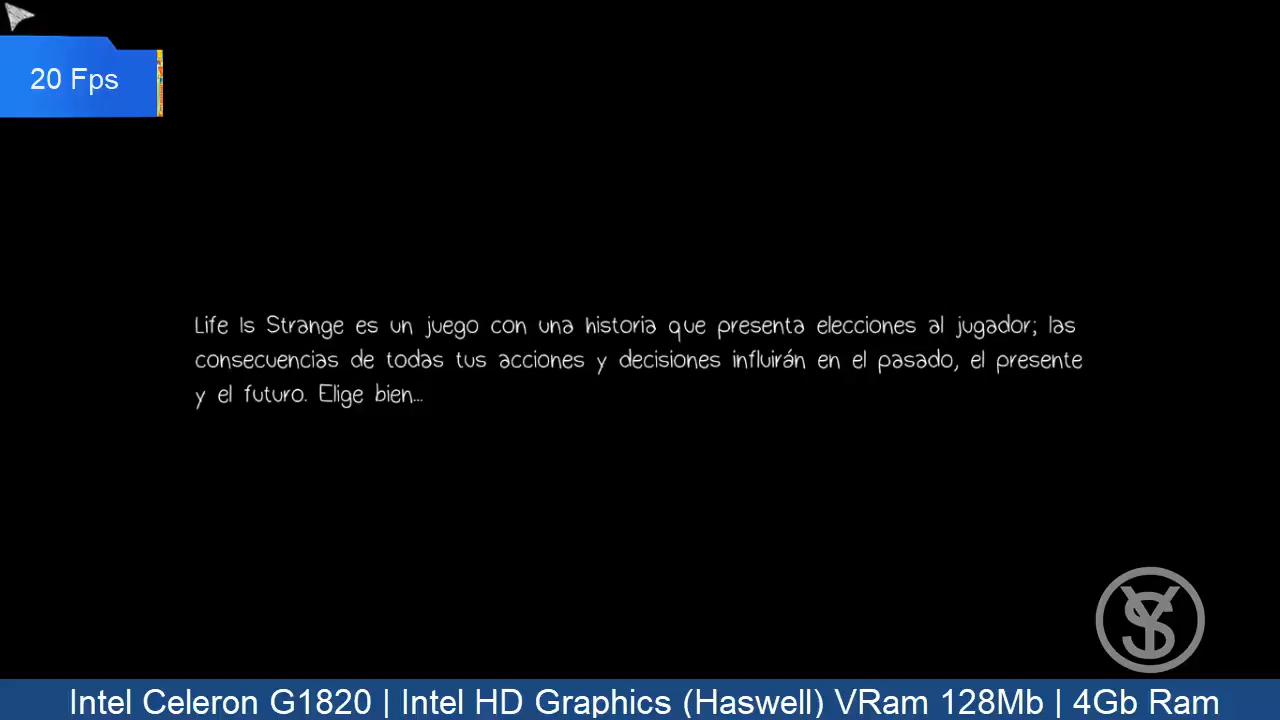 20 Fps
Life Is Strange es un juego con una historia que presenta elecciones al jugador; las
consecuencias de todas tus acciones y decisiones influirán en el pasado, el presente
y el futuro. Elige bien...
Intel Celeron G1820 | Intel HD Graphics (Haswell) VRam 128Mb | 4Gb Ram